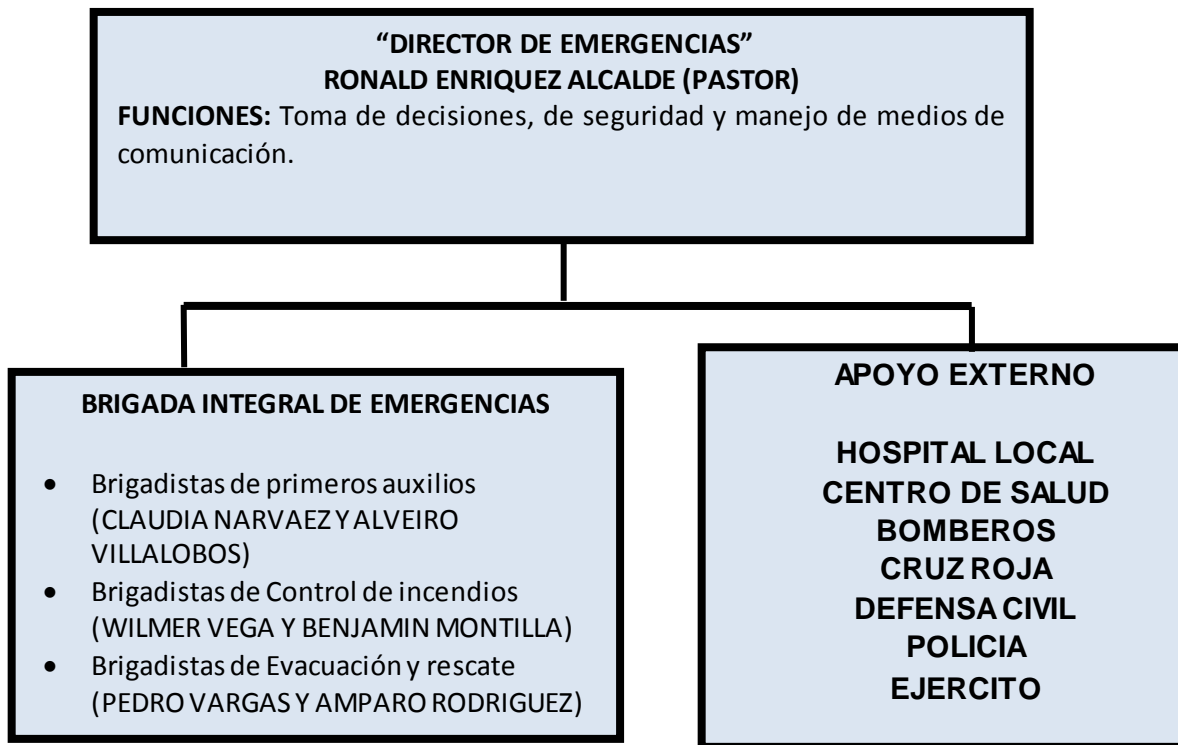 “DIRECTOR DE EMERGENCIAS”
RONALD ENRIQUEZ ALCALDE (PASTOR)
FUNCIONES: Toma de decisiones, de seguridad y manejo de medios de
comunicación.
BRIGADA INTEGRAL DE EMERGENCIAS
• Brigadistas de primeros auxilios
(CLAUDIA NARVAEZ Y ALVEIRO
VILLALOBOS)
• Brigadistas de Control de incendios
(WILMER VEGA Y BENJAMIN MONTILLA)
• Brigadistas de Evacuación y rescate
(PEDRO VARGAS Y AMPARO RODRIGUEZ)
APOYO EXTERNO
HOSPITAL LOCAL
CENTRO DE SALUD
BOMBEROS
CRUZ ROJA
DEFENSA CIVIL
POLICIA
EJERCITO